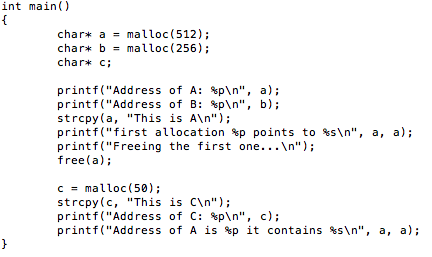 int main()
{
char* a = malloc(512);
char* b = malloc(256);
char* c;
printf("Address of A: %p\n", a);
printf("Address of B: %p\n", b);
strcpy(a, "This is A\n");
printf("first allocation %p points to %s\n", a, a);
printf("Freeing the first one...\n");
free(a);
c = malloc(50);
strcpy(c, "This is C\n");
printf("Address of C: %p\n", c);
printf("Address of A is %p it contains %s\n", a, a);
}